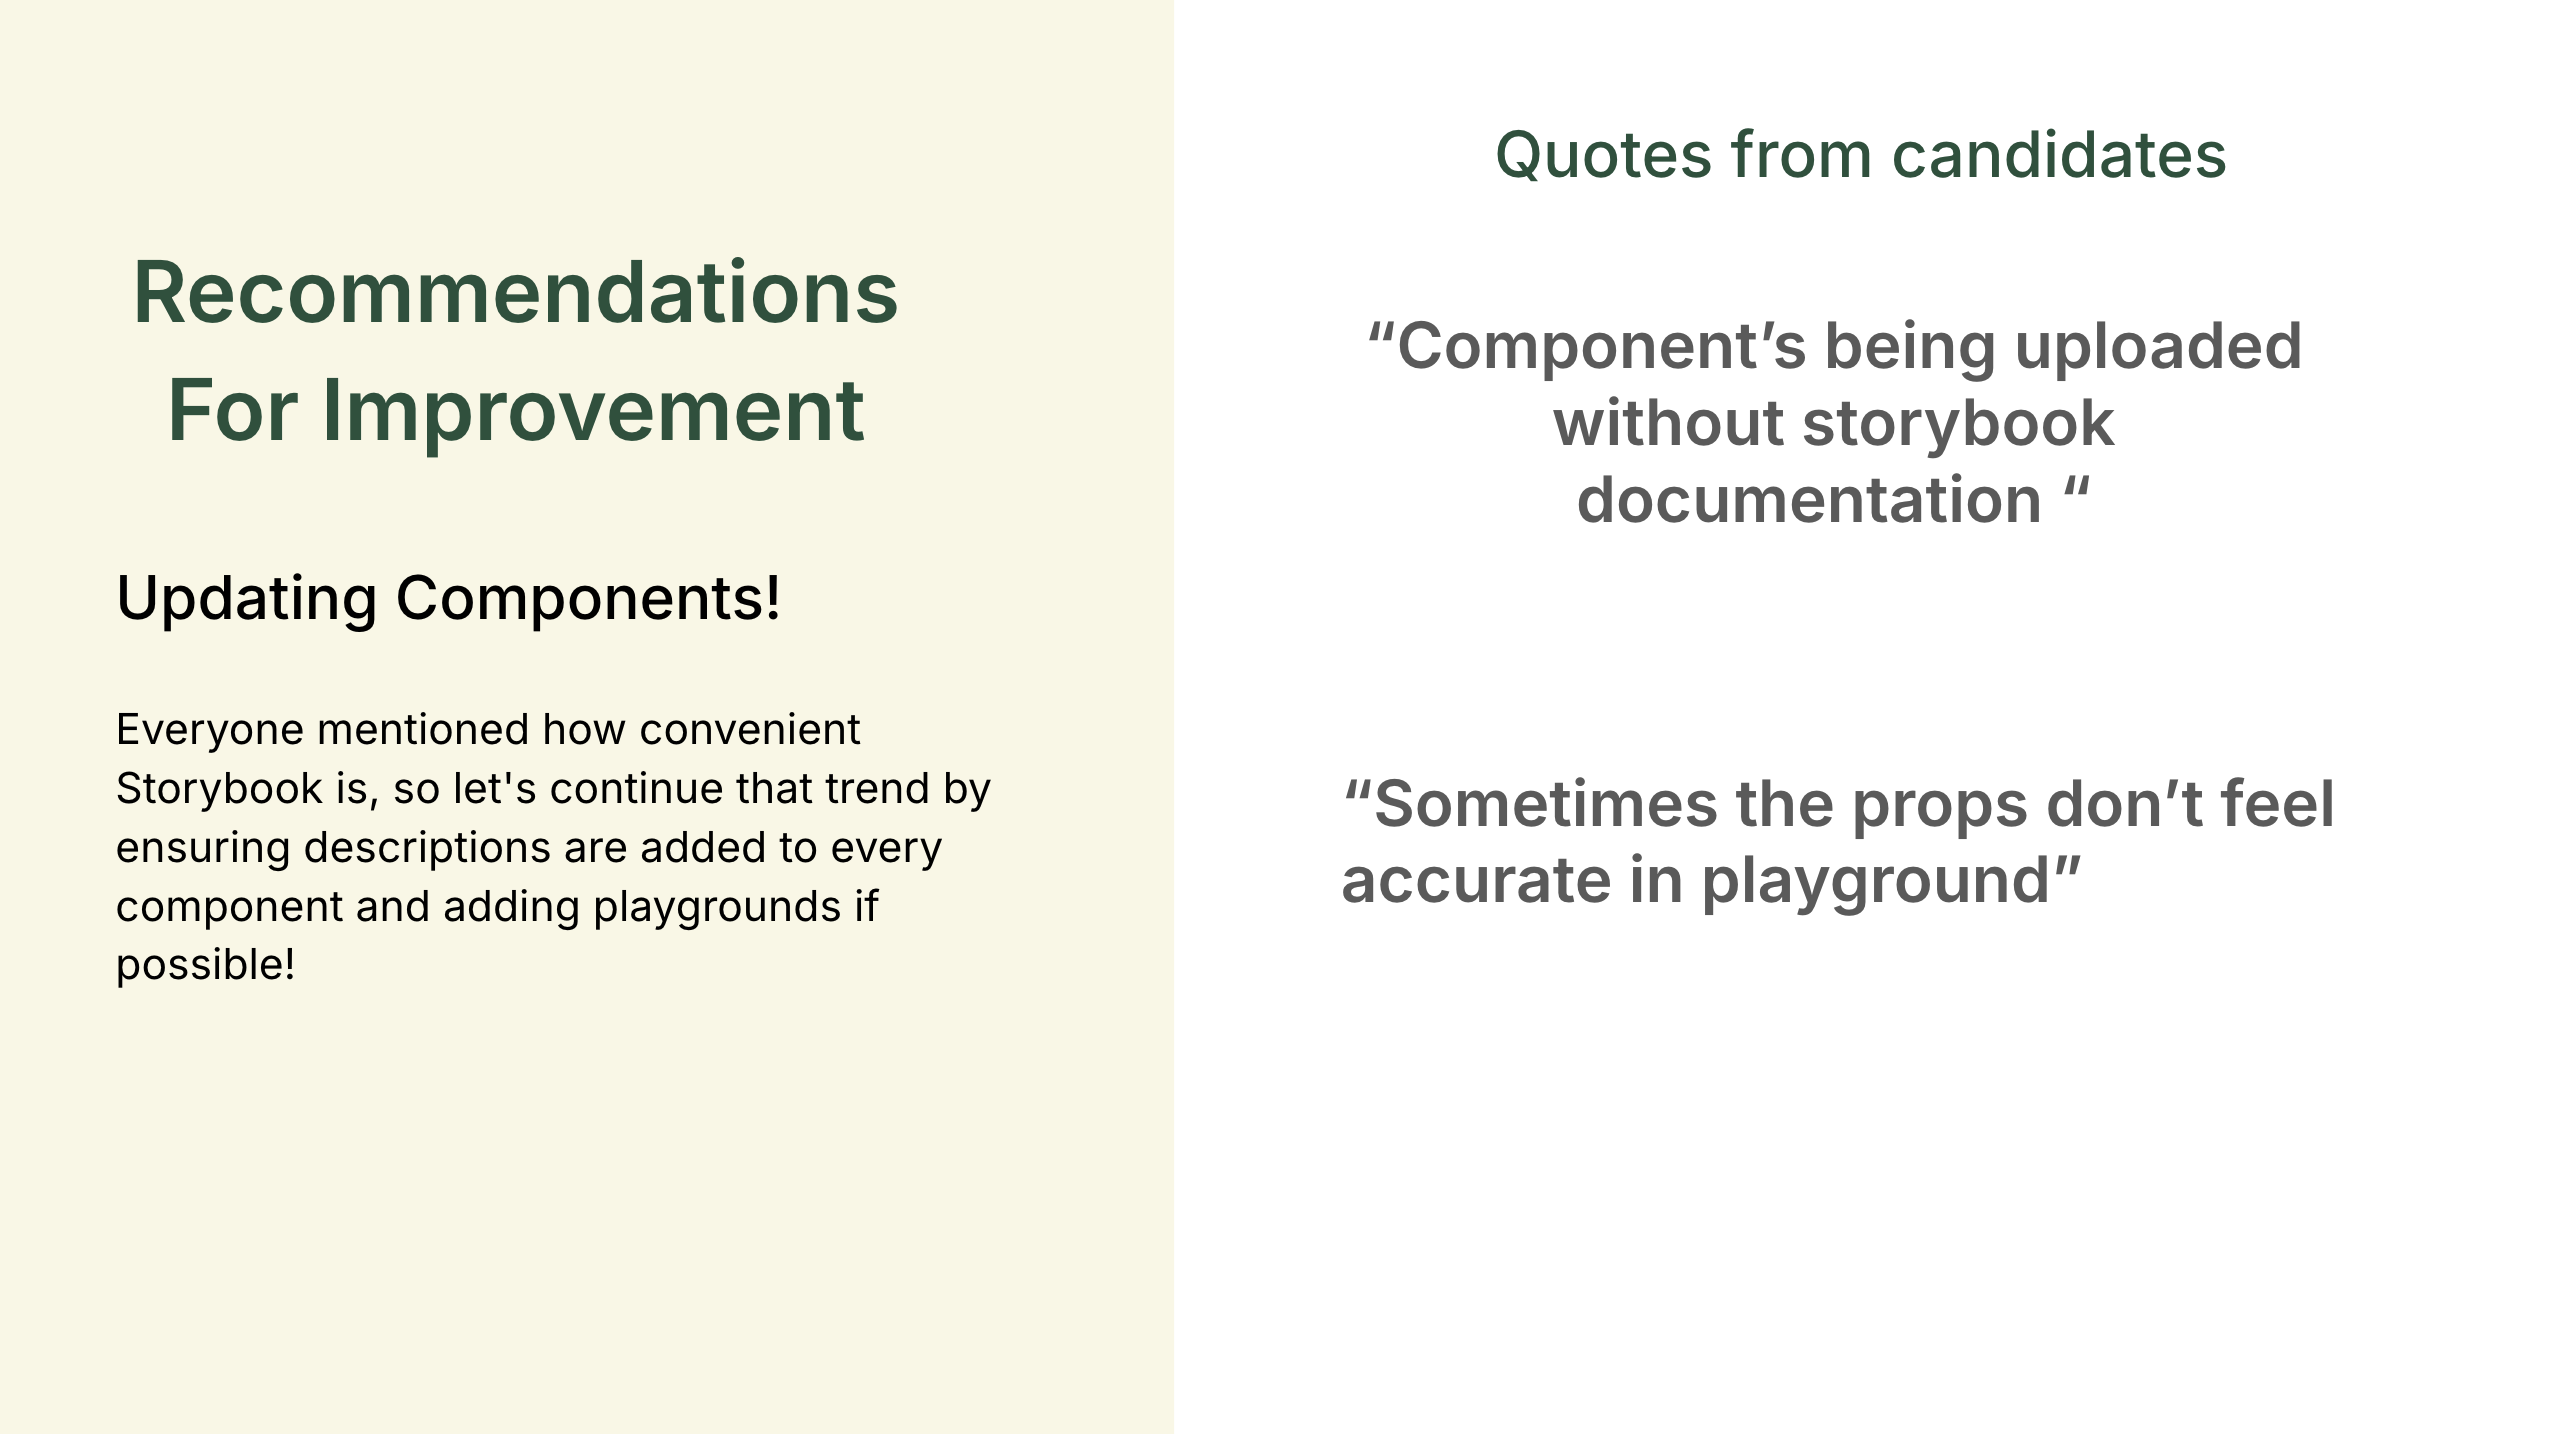 Recommendations
For Improvement
Updating Components!
Everyone mentioned how convenient
Storybook is, so let's continue that trend by
ensuring descriptions are added to every
component and adding playgrounds if
possible!
Quotes from candidates
“Component’s being uploaded
without storybook
documentation “
“Sometimes the props don’t feel
accurate in playground”